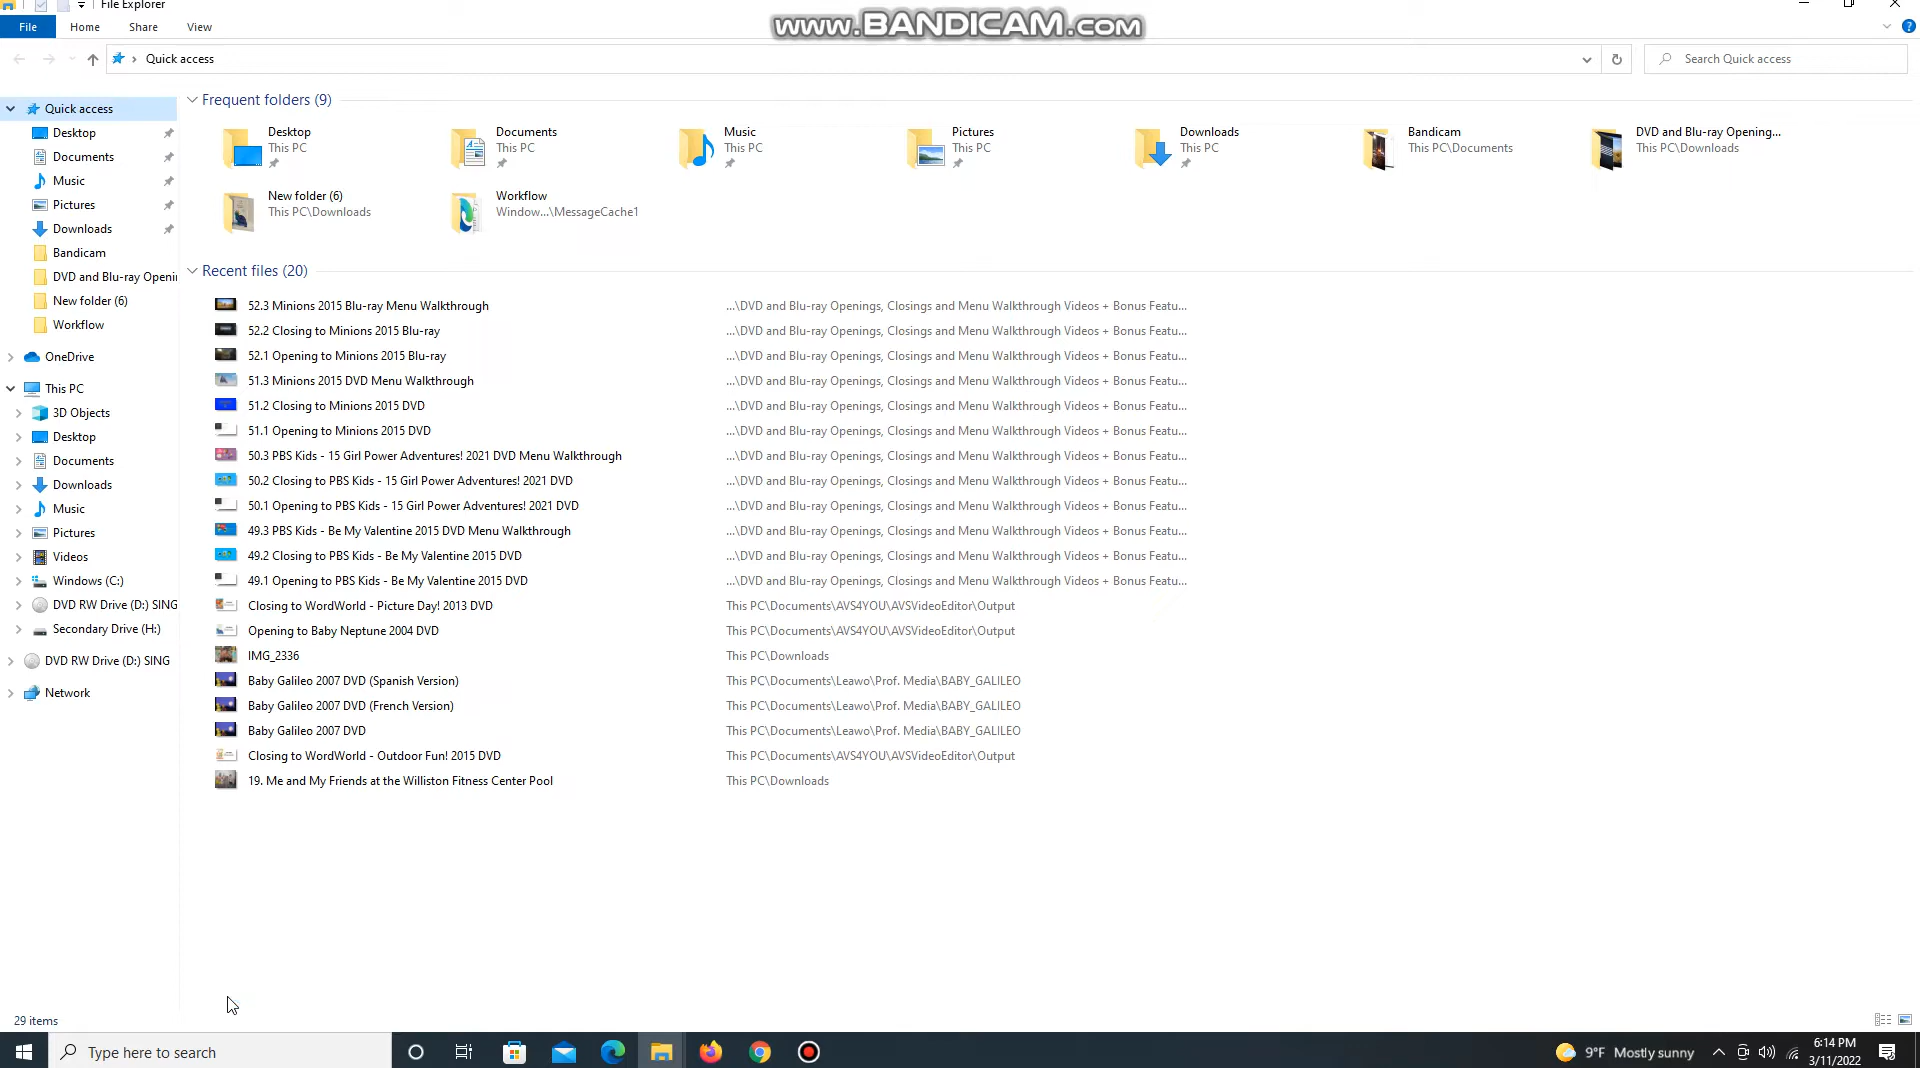 File Explorer
www.BANDICAM.com
File Home Share View
Quick access
Search Quick access
Quick access
Desktop
Documents
Music
Pictures
Downloads
Bandicam
DVD and Blu-ray Openi
New folder (6)
Workflow
OneDrive
This PC
3D Objects
Desktop
Documents
Downloads
Music
Pictures
Videos
Windows (C:)
DVD RW Drive (D:) SING
Secondary Drive (H:)
DVD RW Drive (D:) SING
Network
Frequent folders (9)
Desktop
This PC
Documents
This PC
Music
This PC
Pictures
This PC
Downloads
This PC
Bandicam
This PC\Documents
DVD and Blu-ray Opening...
This PC\Downloads
New folder (6)
This PC\Downloads
Workflow
Window...\MessageCache1
Recent files (20)
52.3 Minions 2015 Blu-ray Menu Walkthrough ...\DVD and Blu-ray Openings, Closings and Menu Walkthrough Videos + Bonus Featu...
52.2 Closing to Minions 2015 Blu-ray ...\DVD and Blu-ray Openings, Closings and Menu Walkthrough Videos + Bonus Featu...
52.1 Opening to Minions 2015 Blu-ray ...\DVD and Blu-ray Openings, Closings and Menu Walkthrough Videos + Bonus Featu...
51.3 Minions 2015 DVD Menu Walkthrough ...\DVD and Blu-ray Openings, Closings and Menu Walkthrough Videos + Bonus Featu...
51.2 Closing to Minions 2015 DVD ...\DVD and Blu-ray Openings, Closings and Menu Walkthrough Videos + Bonus Featu...
51.1 Opening to Minions 2015 DVD ...\DVD and Blu-ray Openings, Closings and Menu Walkthrough Videos + Bonus Featu...
50.3 PBS Kids - 15 Girl Power Adventures! 2021 DVD Menu Walkthrough ...\DVD and Blu-ray Openings, Closings and Menu Walkthrough Videos + Bonus Featu...
50.2 Closing to PBS Kids - 15 Girl Power Adventures! 2021 DVD ...\DVD and Blu-ray Openings, Closings and Menu Walkthrough Videos + Bonus Featu...
50.1 Opening to PBS Kids - 15 Girl Power Adventures! 2021 DVD ...\DVD and Blu-ray Openings, Closings and Menu Walkthrough Videos + Bonus Featu...
49.3 PBS Kids - Be My Valentine 2015 DVD Menu Walkthrough ...\DVD and Blu-ray Openings, Closings and Menu Walkthrough Videos + Bonus Featu...
49.2 Closing to PBS Kids - Be My Valentine 2015 DVD ...\DVD and Blu-ray Openings, Closings and Menu Walkthrough Videos + Bonus Featu...
49.1 Opening to PBS Kids - Be My Valentine 2015 DVD ...\DVD and Blu-ray Openings, Closings and Menu Walkthrough Videos + Bonus Featu...
Closing to WordWorld - Picture Day! 2013 DVD This PC\Documents\AVS4YOU\AVSVideoEditor\Output
Opening to Baby Neptune 2004 DVD This PC\Documents\AVS4YOU\AVSVideoEditor\Output
IMG_2336 This PC\Downloads
Baby Galileo 2007 DVD (Spanish Version) This PC\Documents\Leawo\Prof. Media\BABY_GALILEO
Baby Galileo 2007 DVD (French Version) This PC\Documents\Leawo\Prof. Media\BABY_GALILEO
Baby Galileo 2007 DVD This PC\Documents\Leawo\Prof. Media\BABY_GALILEO
Closing to WordWorld - Outdoor Fun! 2015 DVD This PC\Documents\AVS4YOU\AVSVideoEditor\Output
19. Me and My Friends at the Williston Fitness Center Pool This PC\Downloads
29 items
Type here to search
9°F Mostly sunny
6:14 PM
3/11/2022